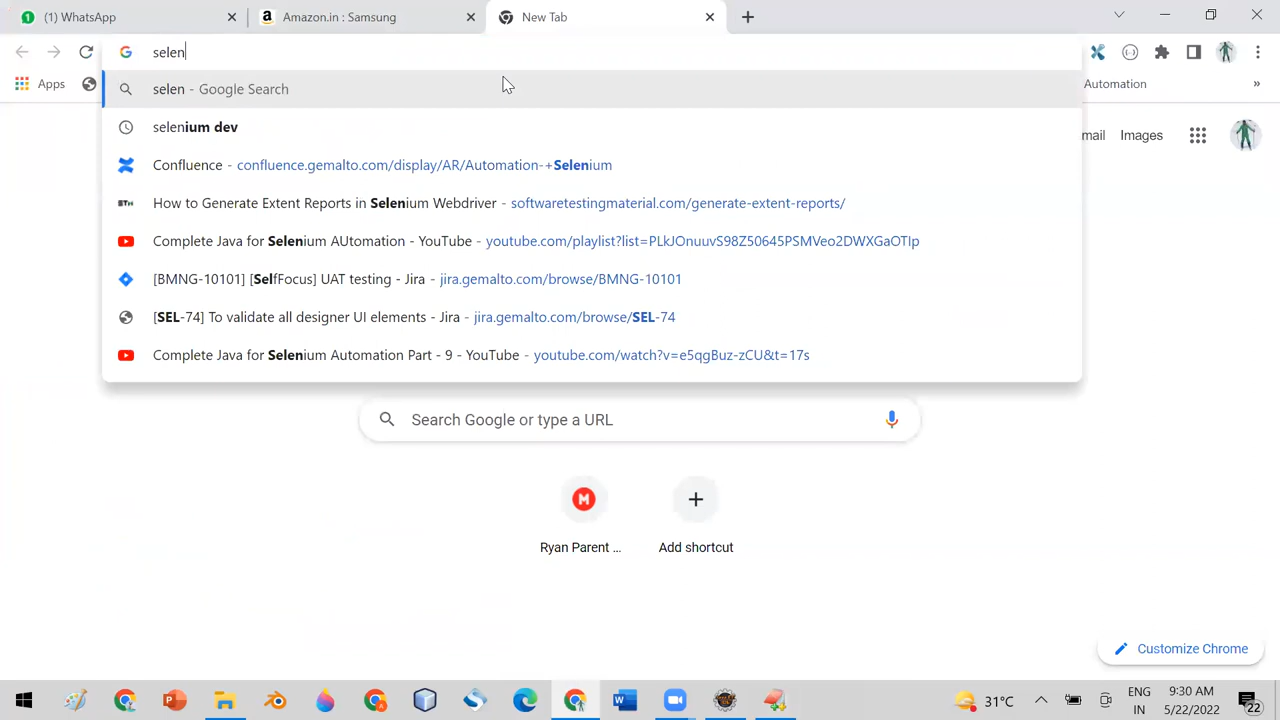 (1) WhatsApp
Amazon.in : Samsung
New Tab
selen
Apps
selen - Google Search
Automation
»
selenium dev
mail
Images
Confluence - confluence.gemalto.com/display/AR/Automation-+Selenium
How to Generate Extent Reports in Selenium Webdriver - softwaretestingmaterial.com/generate-extent-reports/
Complete Java for Selenium AUtomation - YouTube - youtube.com/playlist?list=PLkJOnuuvS98Z50645PSMVeo2DWXGaOTIp
[BMNG-10101] [SelfFocus] UAT testing - Jira - jira.gemalto.com/browse/BMNG-10101
[SEL-74] To validate all designer UI elements - Jira - jira.gemalto.com/browse/SEL-74
Complete Java for Selenium Automation Part - 9 - YouTube - youtube.com/watch?v=e5qgBuz-zCU&t=17s
Search Google or type a URL
Ryan Parent ...
Add shortcut
Customize Chrome
31°C
ENG
IN
9:30 AM
5/22/2022
22